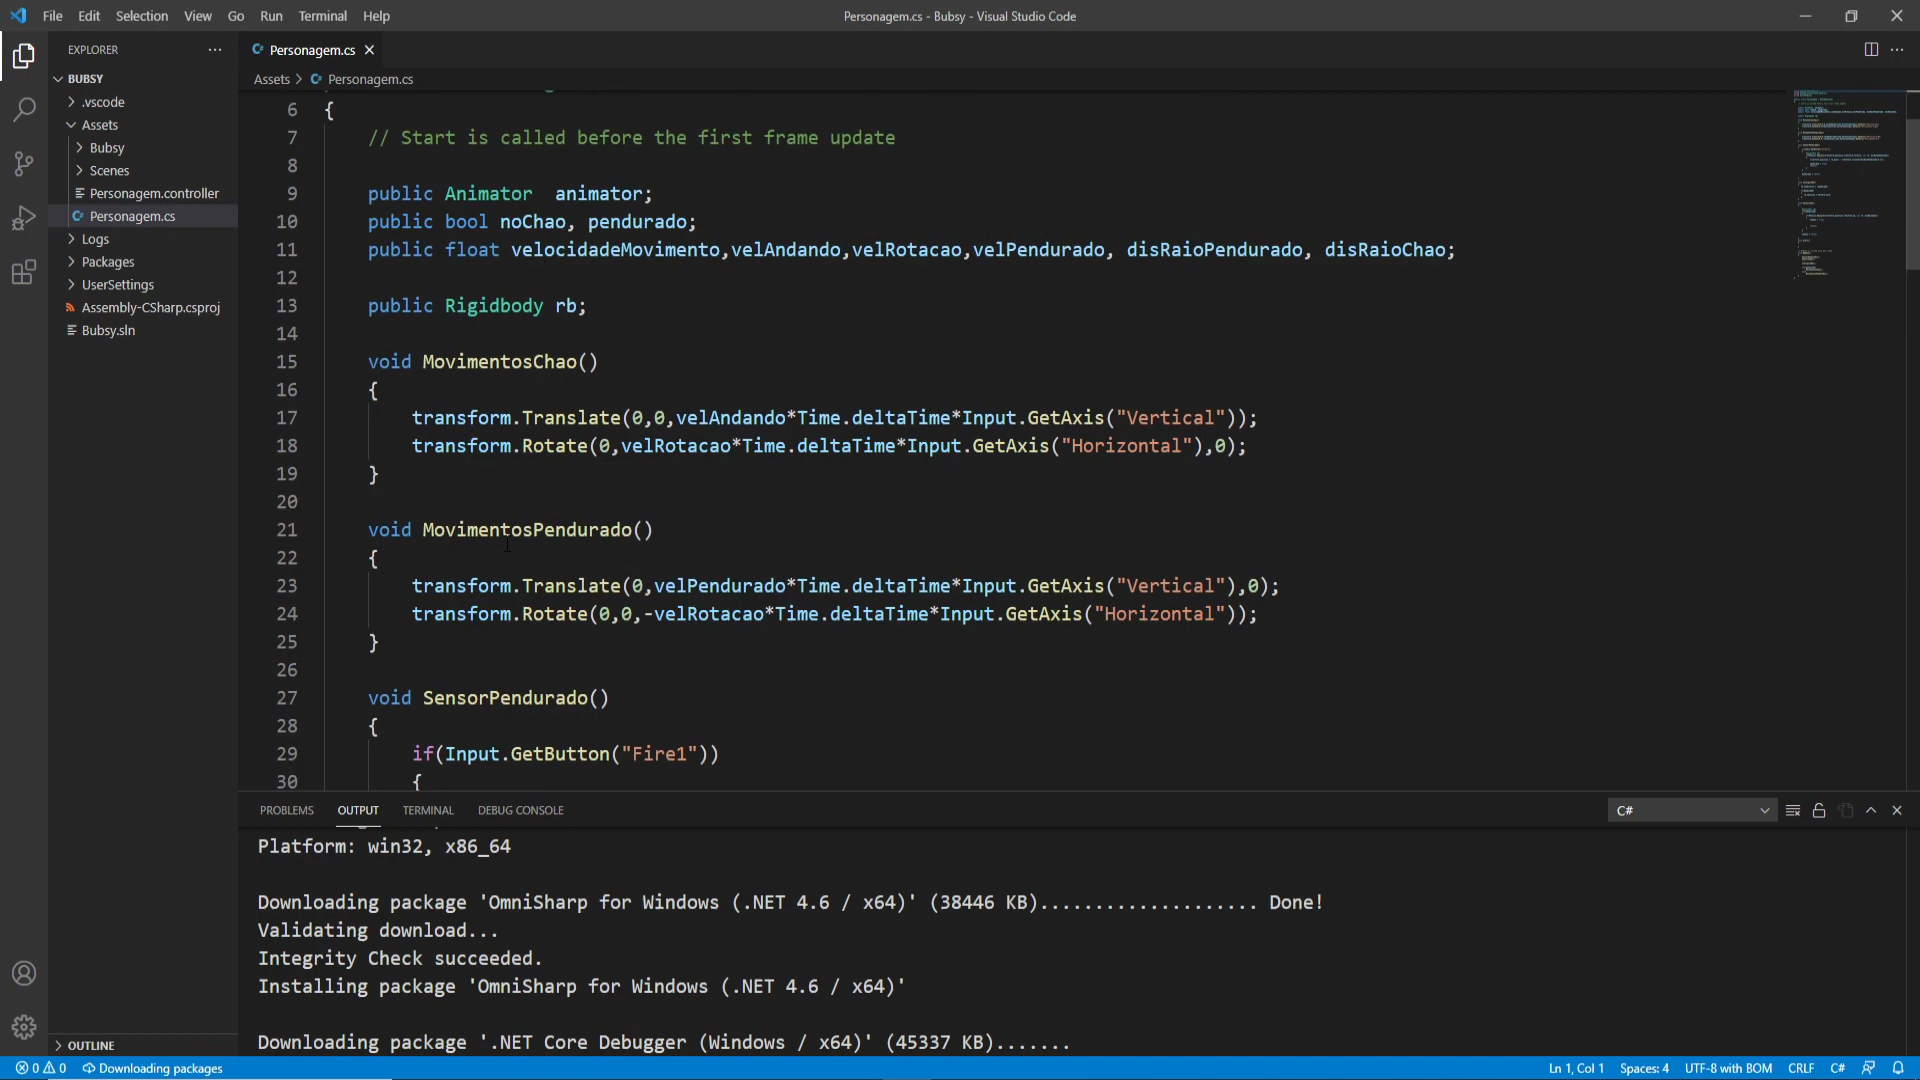 File Edit Selection View Go Run Terminal Help
Personagem.cs - Bubsy - Visual Studio Code
EXPLORER
BUBSY
.vscode
Assets
Bubsy
Scenes
Personagem.controller
Personagem.cs
Logs
Packages
UserSettings
Assembly-CSharp.csproj
Bubsy.sln
OUTLINE
Personagem.cs
Assets > Personagem.cs
6 {
7 // Start is called before the first frame update
8
9 public Animator  animator;
10 public bool noChao, pendurado;
11 public float velocidadeMovimento,velAndando,velRotacao,velPendurado, disRaioPendurado, disRaioChao;
12
13 public Rigidbody rb;
14
15 void MovimentosChao()
16 {
17 transform.Translate(0,0,velAndando*Time.deltaTime*Input.GetAxis("Vertical"));
18 transform.Rotate(0,velRotacao*Time.deltaTime*Input.GetAxis("Horizontal"),0);
19 }
20
21 void MovimentosPendurado()
22 {
23 transform.Translate(0,velPendurado*Time.deltaTime*Input.GetAxis("Vertical"),0);
24 transform.Rotate(0,0,-velRotacao*Time.deltaTime*Input.GetAxis("Horizontal"));
25 }
26
27 void SensorPendurado()
28 {
29 if(Input.GetButton("Fire1"))
30 {
PROBLEMS OUTPUT TERMINAL DEBUG CONSOLE
C#
Platform: win32, x86_64
Downloading package 'OmniSharp for Windows (.NET 4.6 / x64)' (38446 KB).................... Done!
Validating download...
Integrity Check succeeded.
Installing package 'OmniSharp for Windows (.NET 4.6 / x64)'
Downloading package '.NET Core Debugger (Windows / x64)' (45337 KB).......
0 0 Downloading packages
Ln 1, Col 1 Spaces: 4 UTF-8 with BOM CRLF C#